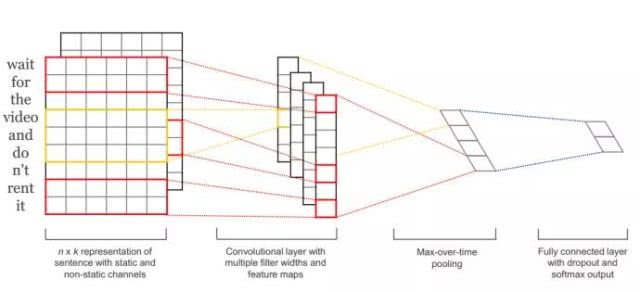 wait
for
the
video
and
do
n't
rent
it
n x k representation of
sentence with static and
non-static channels
Convolutional layer with
multiple filter widths and
feature maps
Max-over-time
pooling
Fully connected layer
with dropout and
softmax output